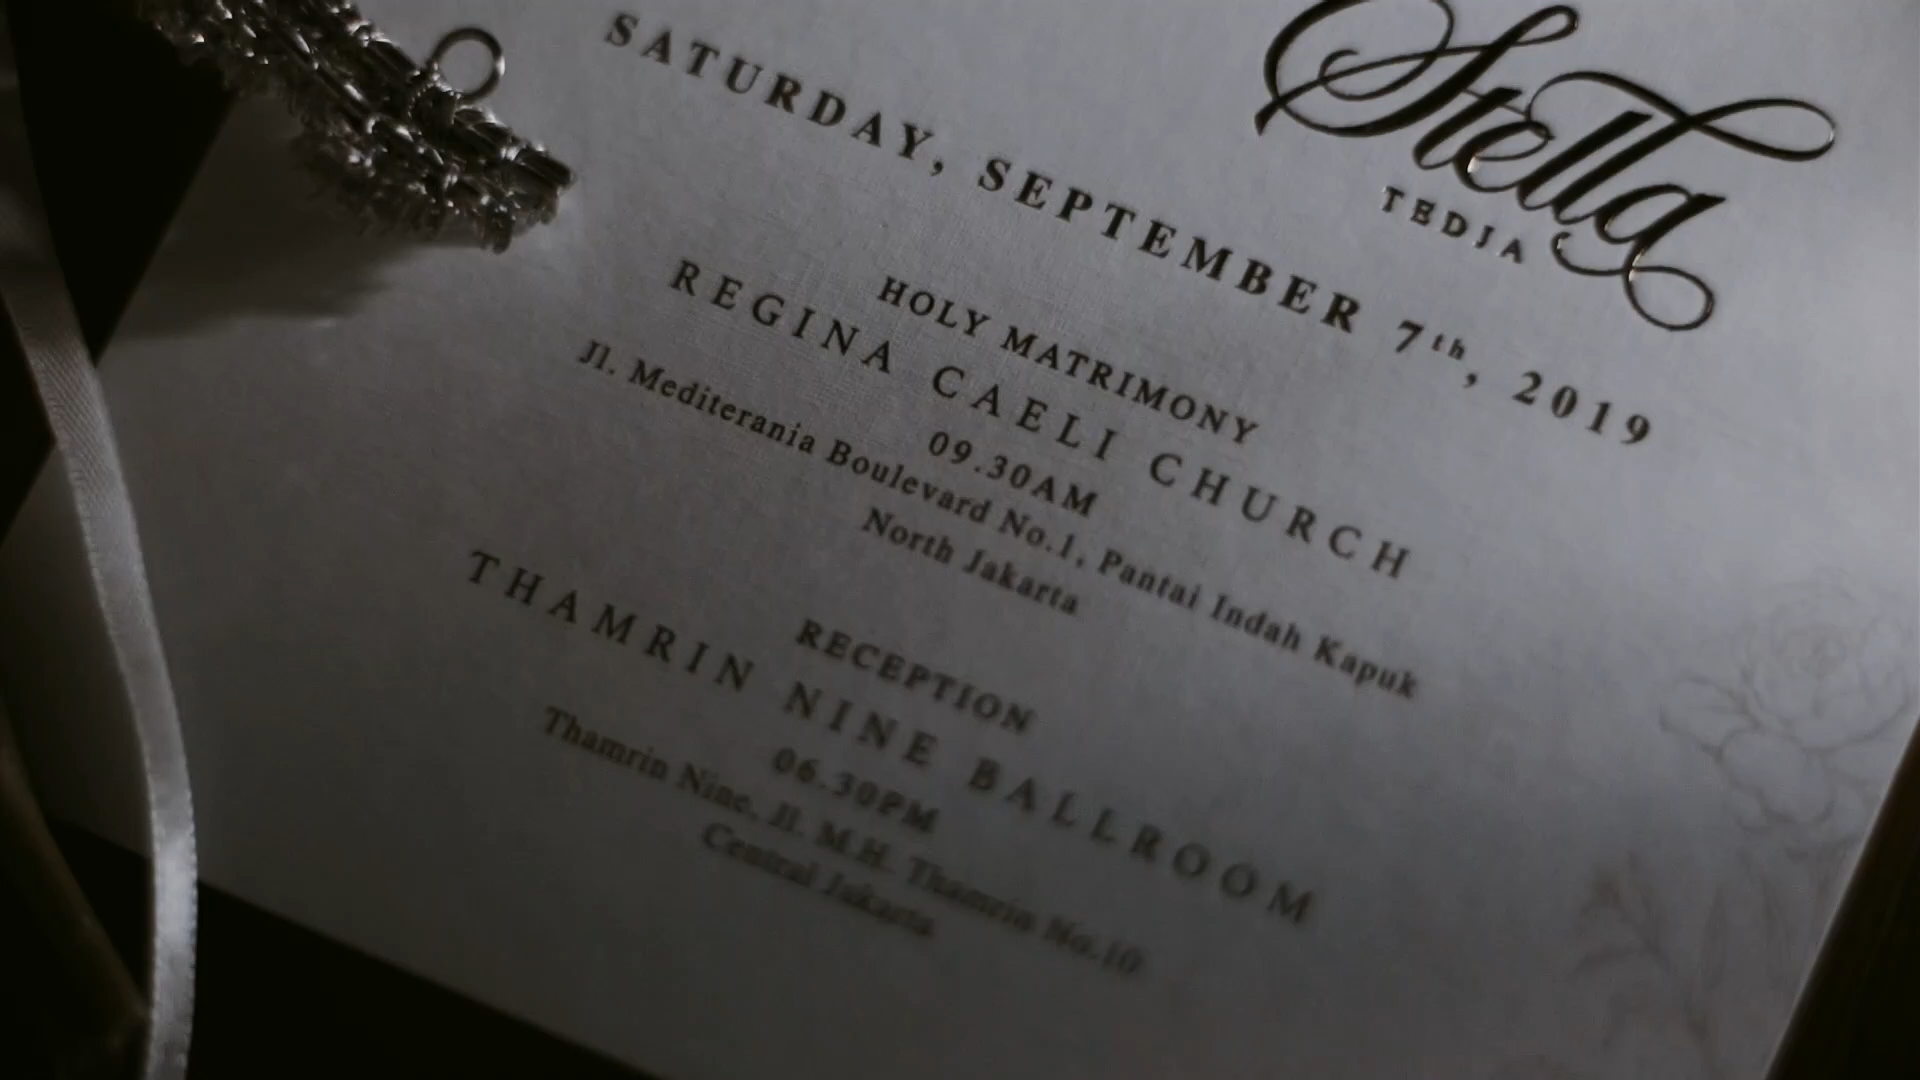 Stella
TEDJA
SATURDAY, SEPTEMBER 7th, 2019
HOLY MATRIMONY
REGINA CAELI CHURCH
09.30AM
Jl. Mediterania Boulevard No.1, Pantai Indah Kapuk
North Jakarta
RECEPTION
THAMRIN NINE BALLROOM
06.30PM
Thamrin Nine, Jl. M.H. Thamrin No.10
Central Jakarta